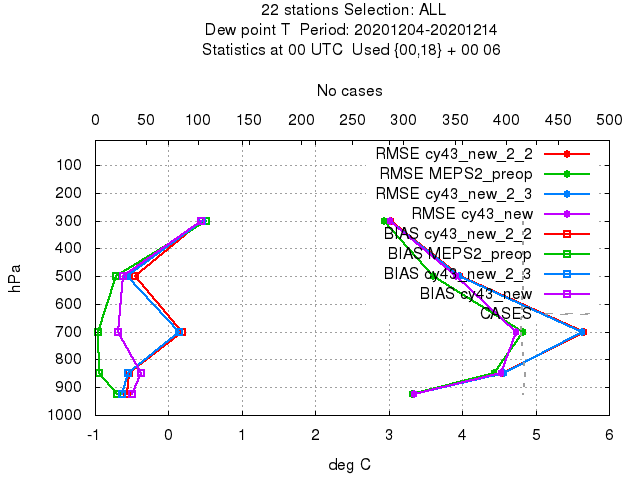 22 stations Selection: ALL
Dew point T  Period: 20201204-20201214
Statistics at 00 UTC  Used {00,18} + 00 06
No cases
0 50 100 150 200 250 300 350 400 450 500
100
200
300
400
500
600
700
800
900
1000
hPa
RMSE cy43_new_2_2
RMSE MEPS2_preop
RMSE cy43_new_2_3
RMSE cy43_new
BIAS cy43_new_2_2
BIAS MEPS2_preop
BIAS cy43_new_2_3
BIAS cy43_new
CASES
-1 0 1 2 3 4 5 6
deg C